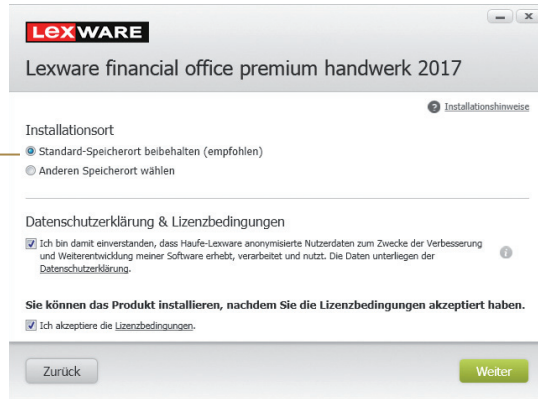 LEXWARE
Lexware financial office premium handwerk 2017
? Installationshinweise
Installationsort
Standard-Speicherort beibehalten (empfohlen)
Anderen Speicherort wählen
Datenschutzerklärung & Lizenzbedingungen
Ich bin damit einverstanden, dass Haufe-Lexware anonymisierte Nutzerdaten zum Zwecke der Verbesserung
und Weiterentwicklung meiner Software erhebt, verarbeitet und nutzt. Die Daten unterliegen der
Datenschutzerklärung.
Sie können das Produkt installieren, nachdem Sie die Lizenzbedingungen akzeptiert haben.
Ich akzeptiere die Lizenzbedingungen.
Zurück
Weiter